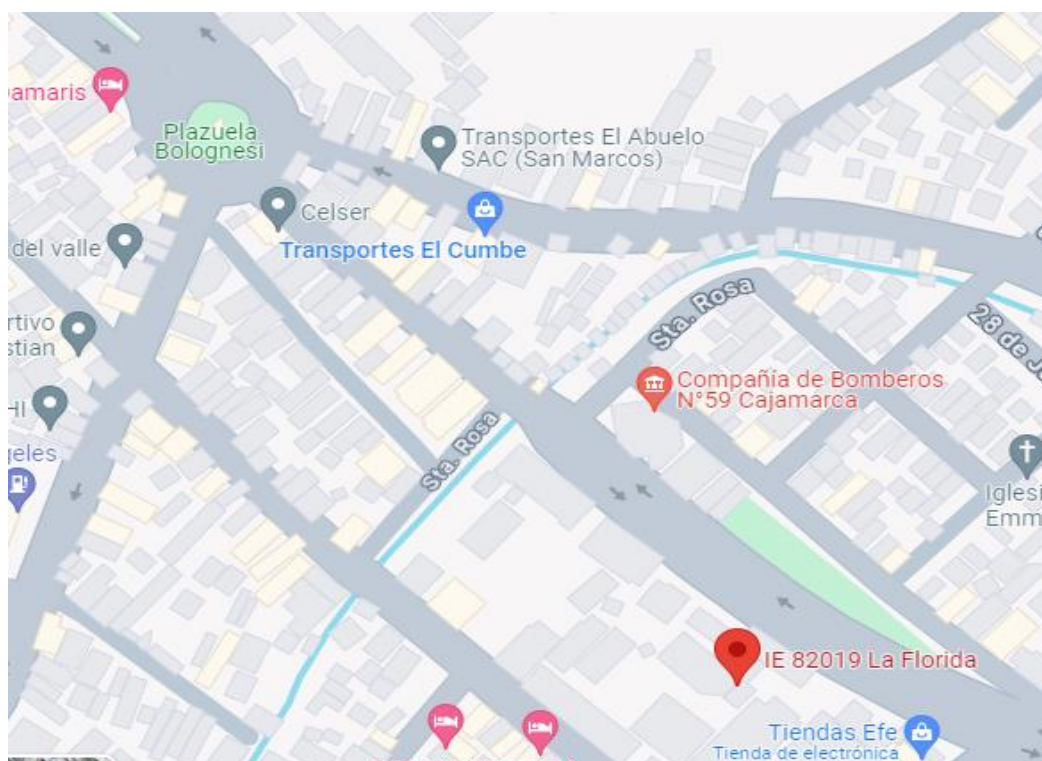 amaris
Plazuela
Bolognesi
Transportes El Abuelo
SAC (San Marcos)
Celser
del valle
Transportes El Cumbe
Sta. Rosa
28 de J
rtivo
stian
Compañía de Bomberos
N°59 Cajamarca
HI
geles
Sta. Rosa
Iglesi
Emm
IE 82019 La Florida
Tiendas Efe
Tienda de electrónica